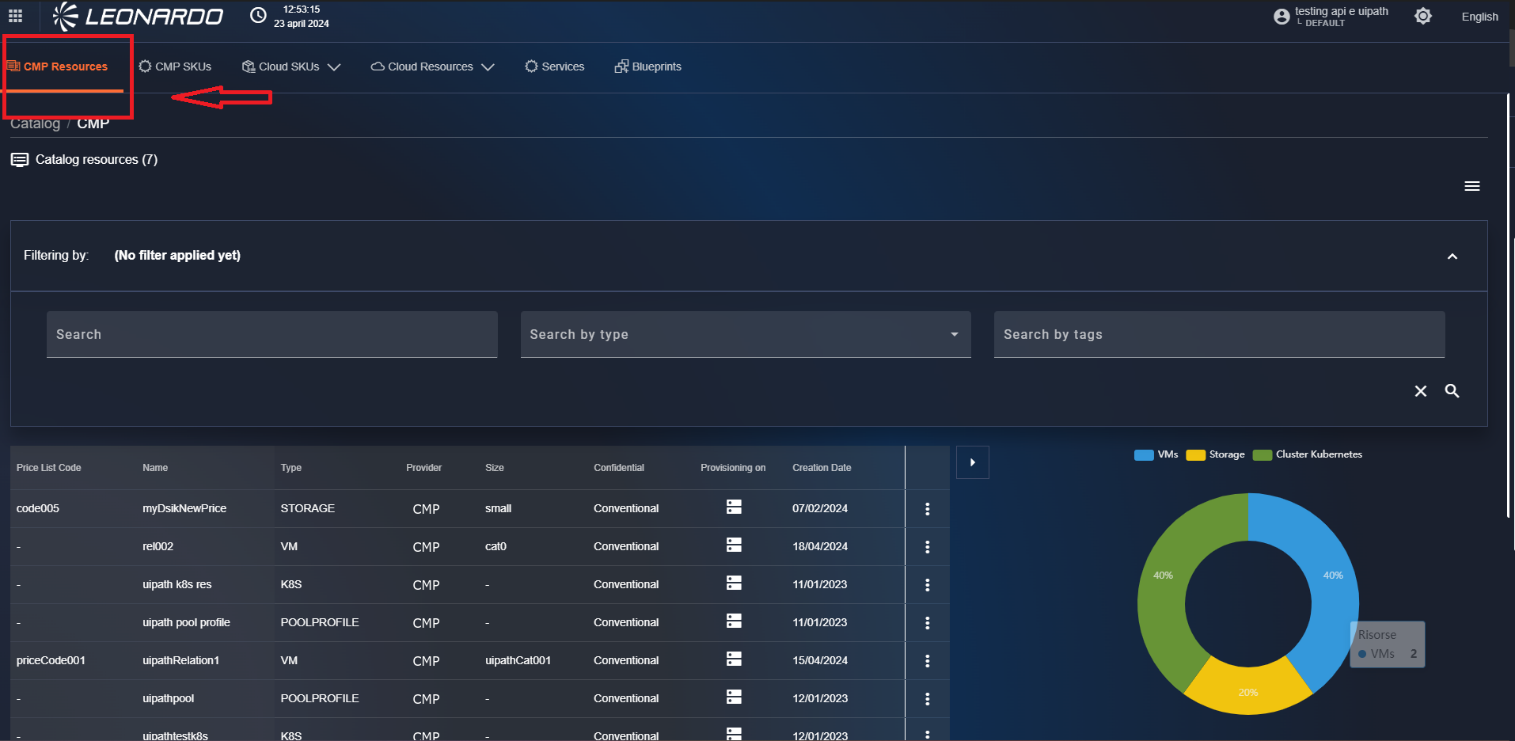 LEONARDO
12:53:15
23 april 2024
testing api e uipath
DEFAULT
English
CMP Resources
CMP SKUs
Cloud SKUs
Cloud Resources
Services
Blueprints
Catalog / CMP
Catalog resources (7)
Filtering by: (No filter applied yet)
Search
Search by type
Search by tags
Price List Code Name Type Provider Size Confidential Provisioning on Creation Date
code005 myDsikNewPrice STORAGE CMP small Conventional 07/02/2024
- rel002 VM CMP cat0 Conventional 18/04/2024
- uipath k8s res K8S CMP - Conventional 11/01/2023
- uipath pool profile POOLPROFILE CMP - Conventional 11/01/2023
priceCode001 uipathRelation1 VM CMP uipathCat001 Conventional 15/04/2024
- uipathpool POOLPROFILE CMP - Conventional 12/01/2023
- uipathtestk8s K8S CMP - Conventional 12/01/2023
VMs Storage Cluster Kubernetes
40%
40%
Risorse
VMs 2
20%